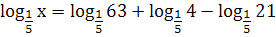 log_{1/5} x = log_{1/5} 63 + log_{1/5} 4 − log_{1/5} 21